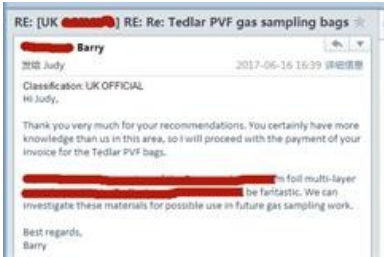 RE: [UK ] RE: Re: Tedlar PVF gas sampling bags
Barry
发给 Judy 2017-06-16 16:39 详细信息
Classification: UK OFFICIAL
Hi Judy,
Thank you very much for your recommendations. You certainly have more
knowledge than us in this area, so I will proceed with the payment of your
invoice for the Tedlar PVF bags.
foil multi-layer
be fantastic. We can
investigate these materials for possible use in future gas sampling work.
Best regards,
Barry